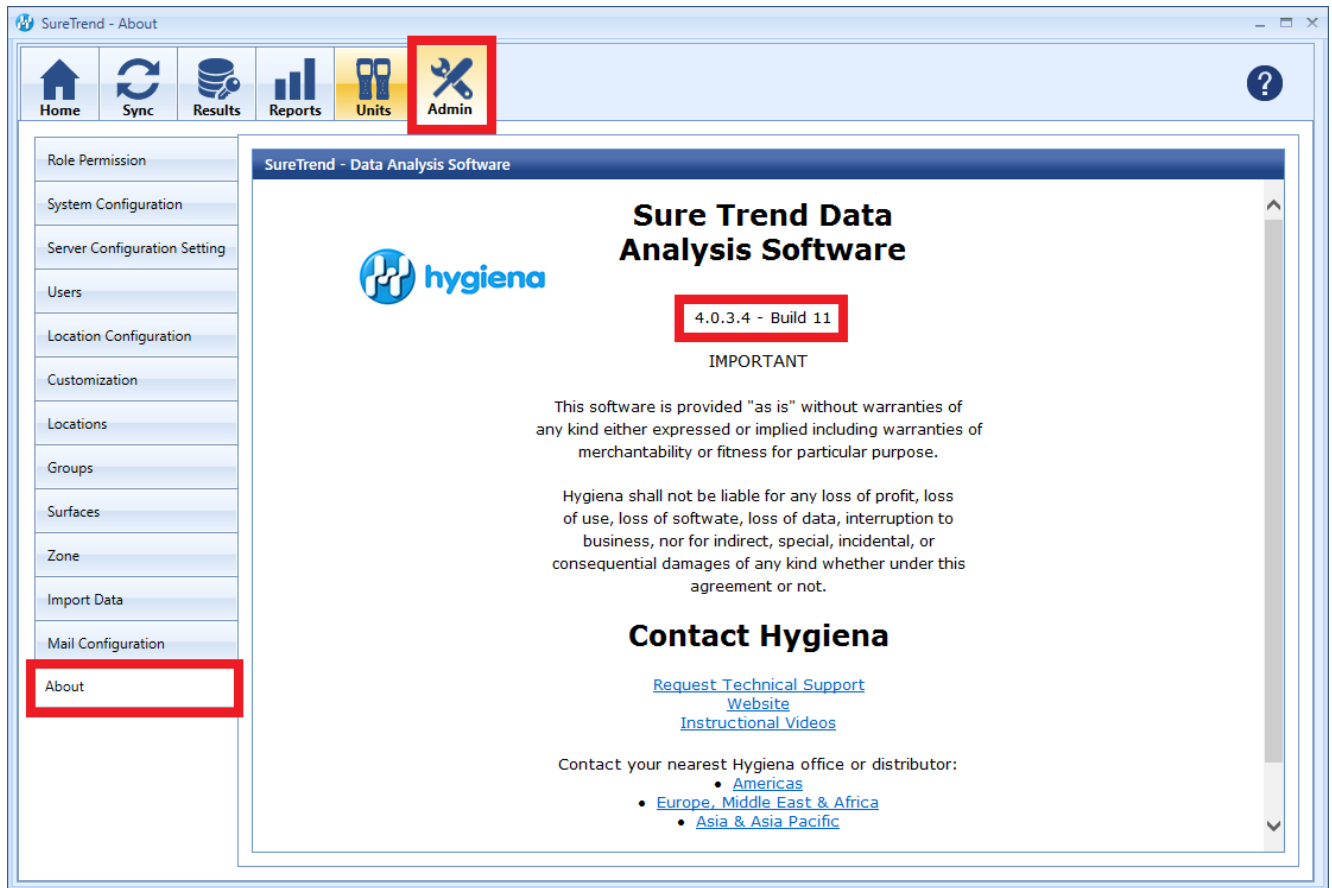 SureTrend - About
Home
Sync
Results
Reports
Units
Admin
?
Role Permission
System Configuration
Server Configuration Setting
Users
Location Configuration
Customization
Locations
Groups
Surfaces
Zone
Import Data
Mail Configuration
About
SureTrend - Data Analysis Software
hygiena
Sure Trend Data
Analysis Software
4.0.3.4 - Build 11
IMPORTANT
This software is provided "as is" without warranties of
any kind either expressed or implied including warranties of
merchantability or fitness for particular purpose.
Hygiena shall not be liable for any loss of profit, loss
of use, loss of softwate, loss of data, interruption to
business, nor for indirect, special, incidental, or
consequential damages of any kind whether under this
agreement or not.
Contact Hygiena
Request Technical Support
Website
Instructional Videos
Contact your nearest Hygiena office or distributor:
• Americas
• Europe, Middle East & Africa
• Asia & Asia Pacific